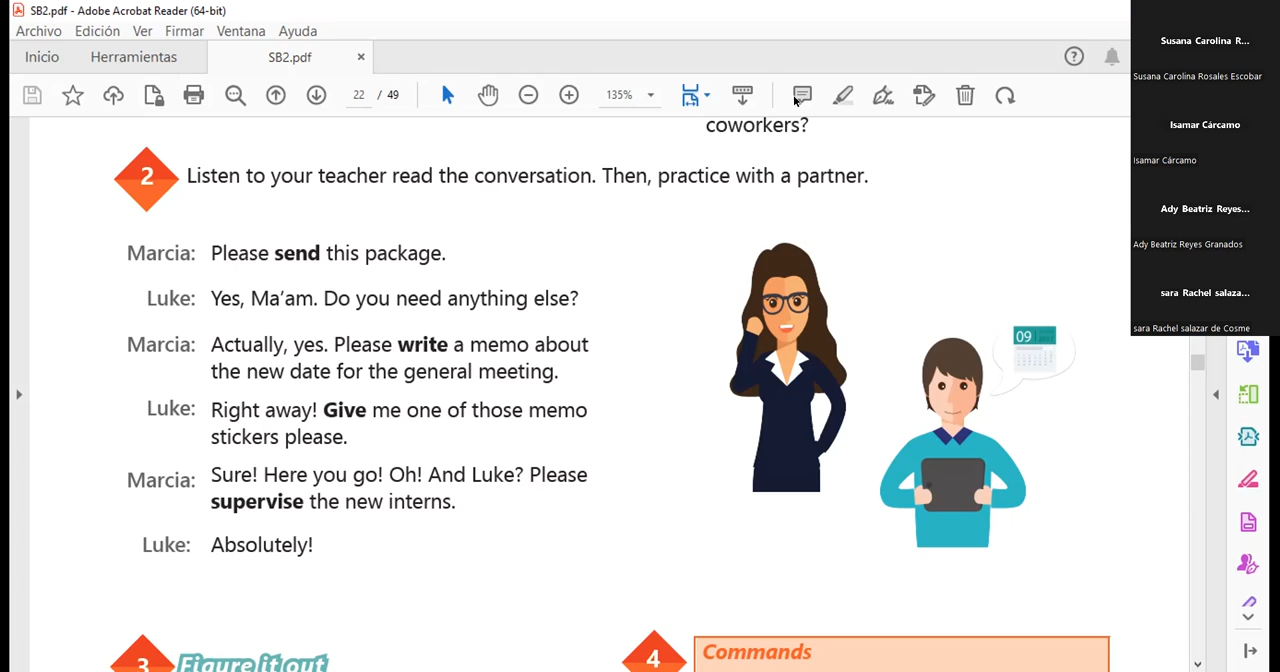 SB2.pdf - Adobe Acrobat Reader (64-bit)
Archivo Edición Ver Firmar Ventana Ayuda
Inicio Herramientas SB2.pdf ×
22 / 49 135%
coworkers?
2 Listen to your teacher read the conversation. Then, practice with a partner.
Marcia: Please send this package.
Luke: Yes, Ma'am. Do you need anything else?
Marcia: Actually, yes. Please write a memo about
the new date for the general meeting.
Luke: Right away! Give me one of those memo
stickers please.
Marcia: Sure! Here you go! Oh! And Luke? Please
supervise the new interns.
Luke: Absolutely!
09
3 Figure it out
4 Commands
Susana Carolina R...
Susana Carolina Rosales Escobar
Isamar Cárcamo
Isamar Cárcamo
Ady Beatriz Reyes...
Ady Beatriz Reyes Granados
sara Rachel salaza...
sara Rachel salazar de Cosme